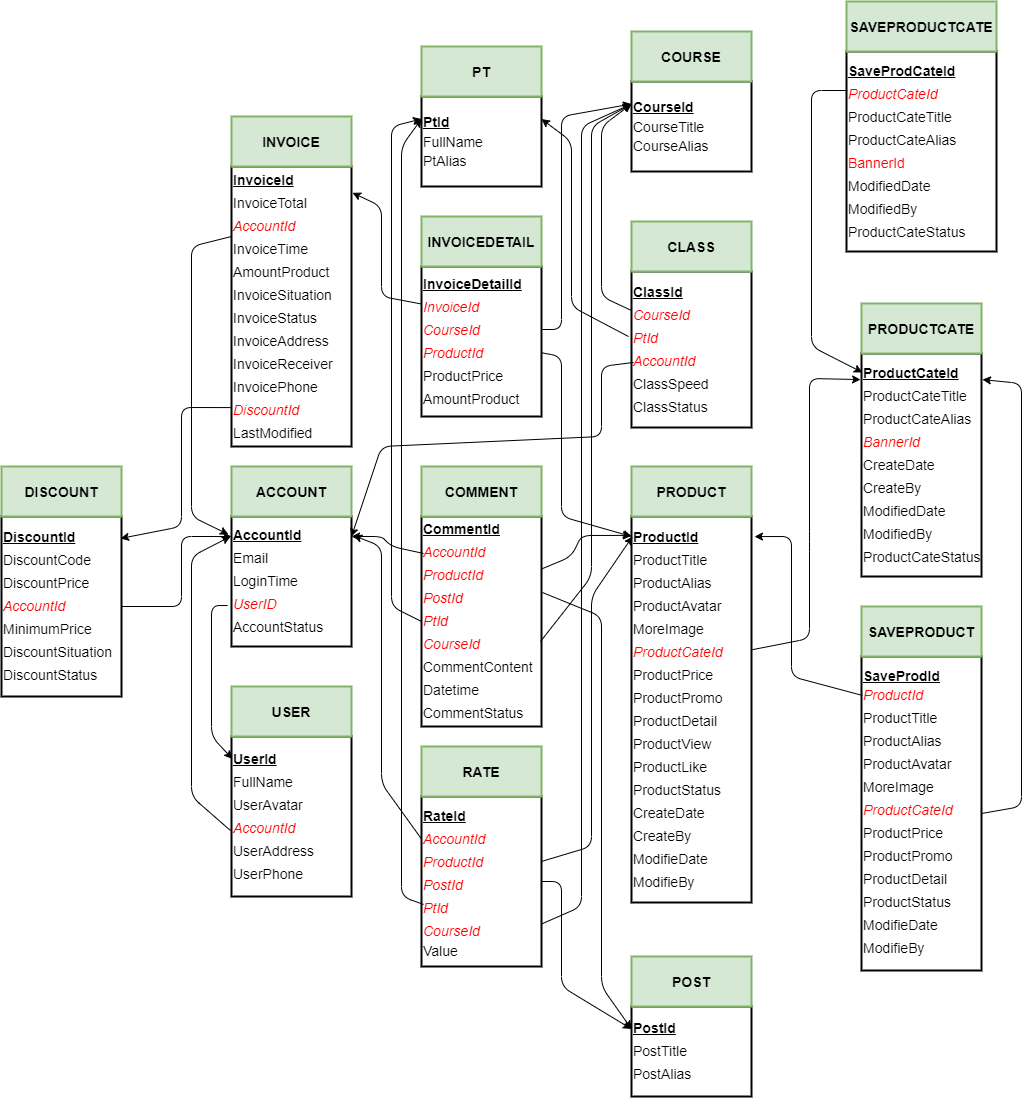 SAVEPRODUCTCATE
SaveProdCateId
ProductCateId
ProductCateTitle
ProductCateAlias
BannerId
ModifiedDate
ModifiedBy
ProductCateStatus
COURSE
CourseId
CourseTitle
CourseAlias
PT
PtId
FullName
PtAlias
INVOICE
InvoiceId
InvoiceTotal
AccountId
InvoiceTime
AmountProduct
InvoiceSituation
InvoiceStatus
InvoiceAddress
InvoiceReceiver
InvoicePhone
DiscountId
LastModified
INVOICEDETAIL
InvoiceDetailId
InvoiceId
CourseId
ProductId
ProductPrice
AmountProduct
CLASS
ClassId
CourseId
PtId
AccountId
ClassSpeed
ClassStatus
PRODUCTCATE
ProductCateId
ProductCateTitle
ProductCateAlias
BannerId
CreateDate
CreateBy
ModifiedDate
ModifiedBy
ProductCateStatus
DISCOUNT
DiscountId
DiscountCode
DiscountPrice
AccountId
MinimumPrice
DiscountSituation
DiscountStatus
ACCOUNT
AccountId
Email
LoginTime
UserID
AccountStatus
COMMENT
CommentId
AccountId
ProductId
PostId
PtId
CourseId
CommentContent
Datetime
CommentStatus
PRODUCT
ProductId
ProductTitle
ProductAlias
ProductAvatar
MoreImage
ProductCateId
ProductPrice
ProductPromo
ProductDetail
ProductView
ProductLike
ProductStatus
CreateDate
CreateBy
ModifieDate
ModifieBy
SAVEPRODUCT
SaveProdId
ProductId
ProductTitle
ProductAlias
ProductAvatar
MoreImage
ProductCateId
ProductPrice
ProductPromo
ProductDetail
ProductStatus
ModifieDate
ModifieBy
USER
UserId
FullName
UserAvatar
AccountId
UserAddress
UserPhone
RATE
RateId
AccountId
ProductId
PostId
PtId
CourseId
Value
POST
PostId
PostTitle
PostAlias